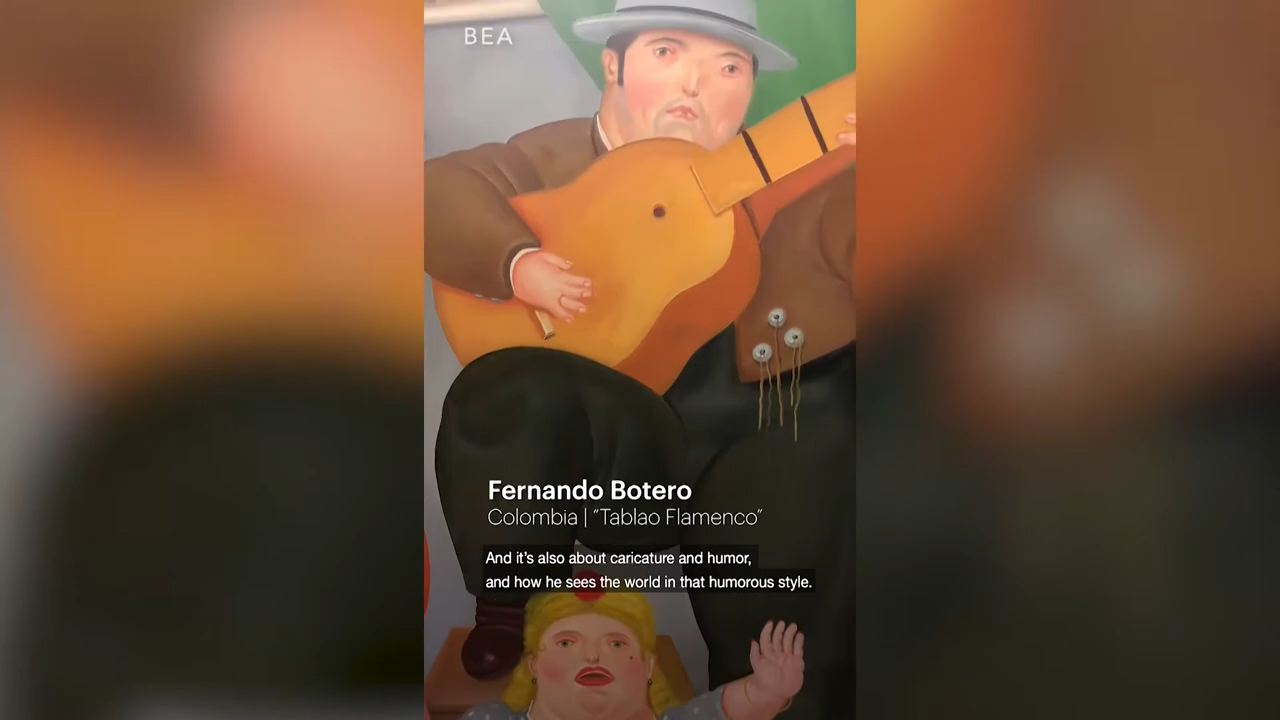 BEA
Fernando Botero
Colombia | “Tablao Flamenco”
And it’s also about caricature and humor,
and how he sees the world in that humorous style.